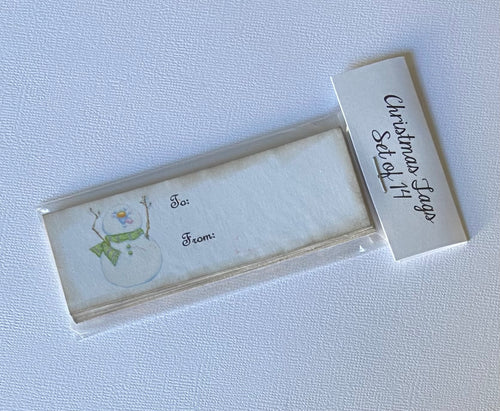 Christmas Tags
Set of 14
To:
From: